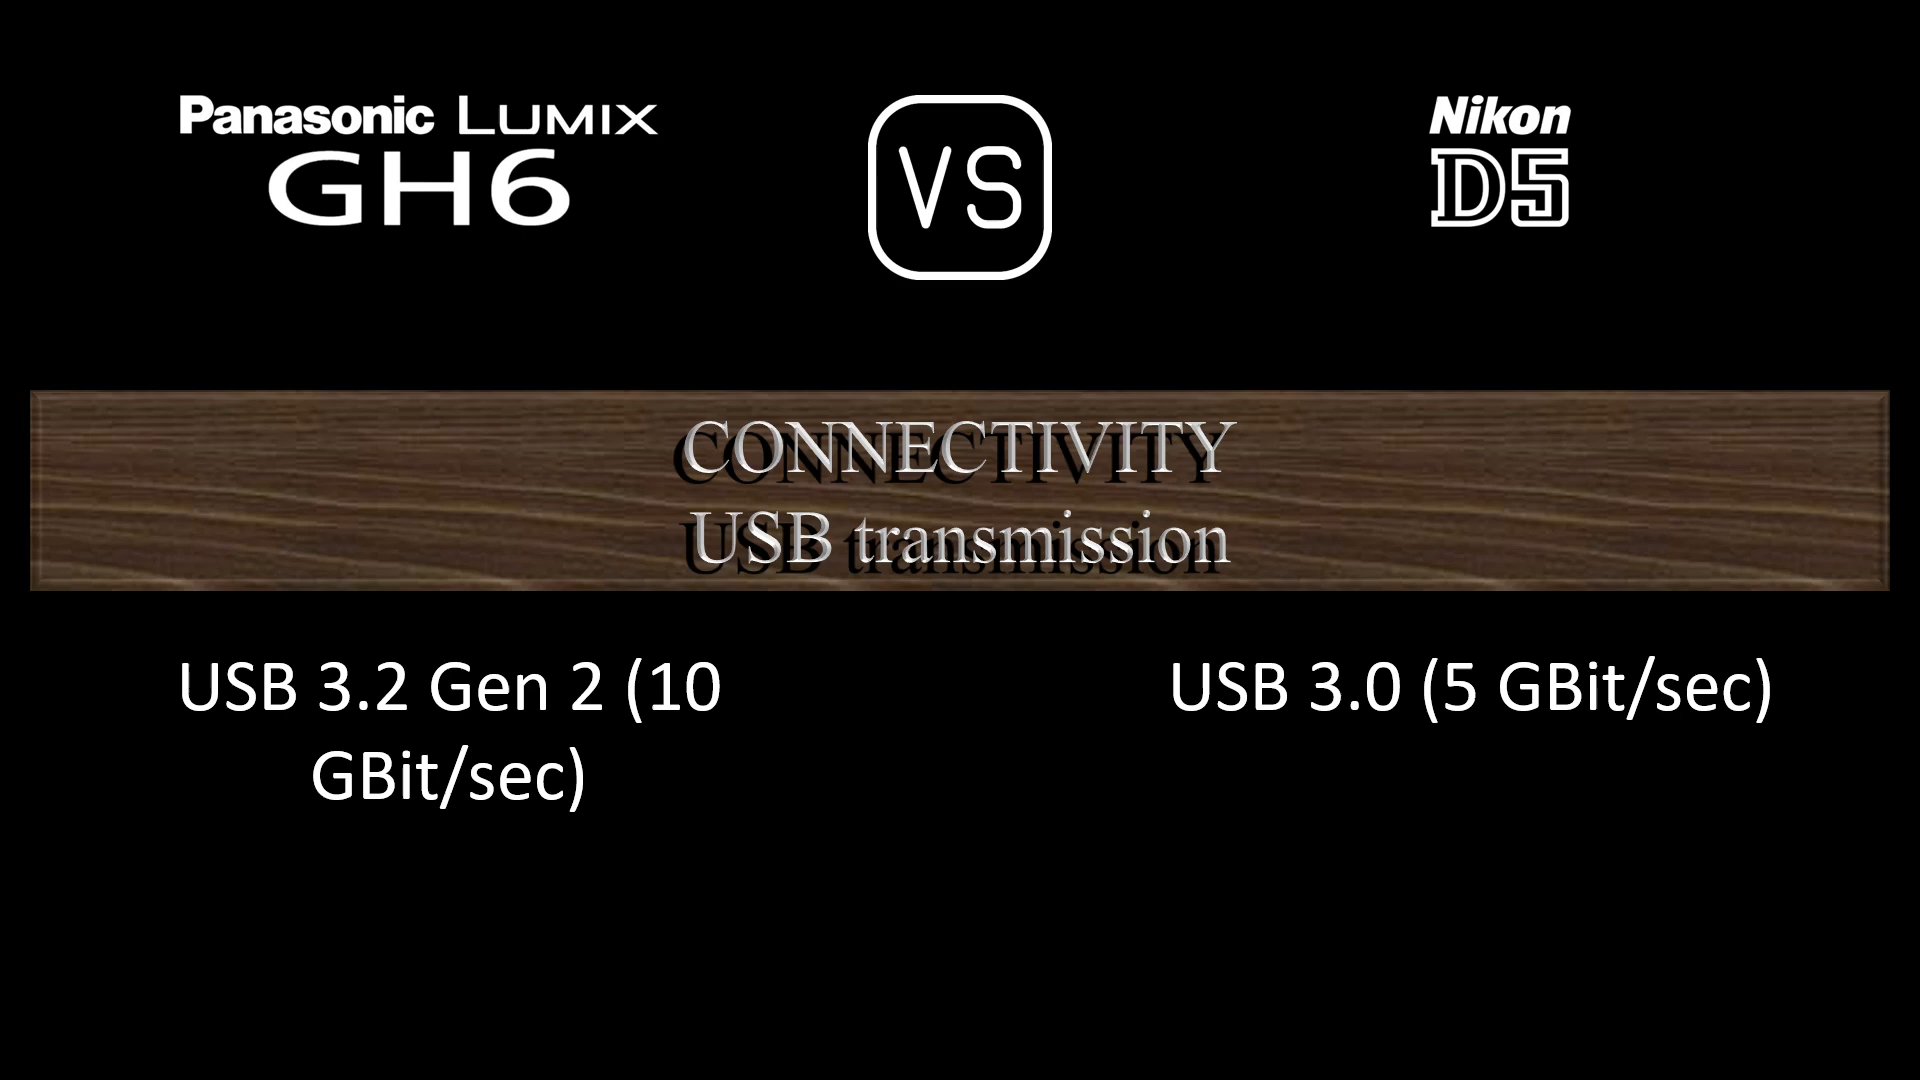 Panasonic LUMIX
GH6
VS
Nikon
D5
CONNECTIVITY
USB transmission
USB 3.2 Gen 2 (10
GBit/sec)
USB 3.0 (5 GBit/sec)